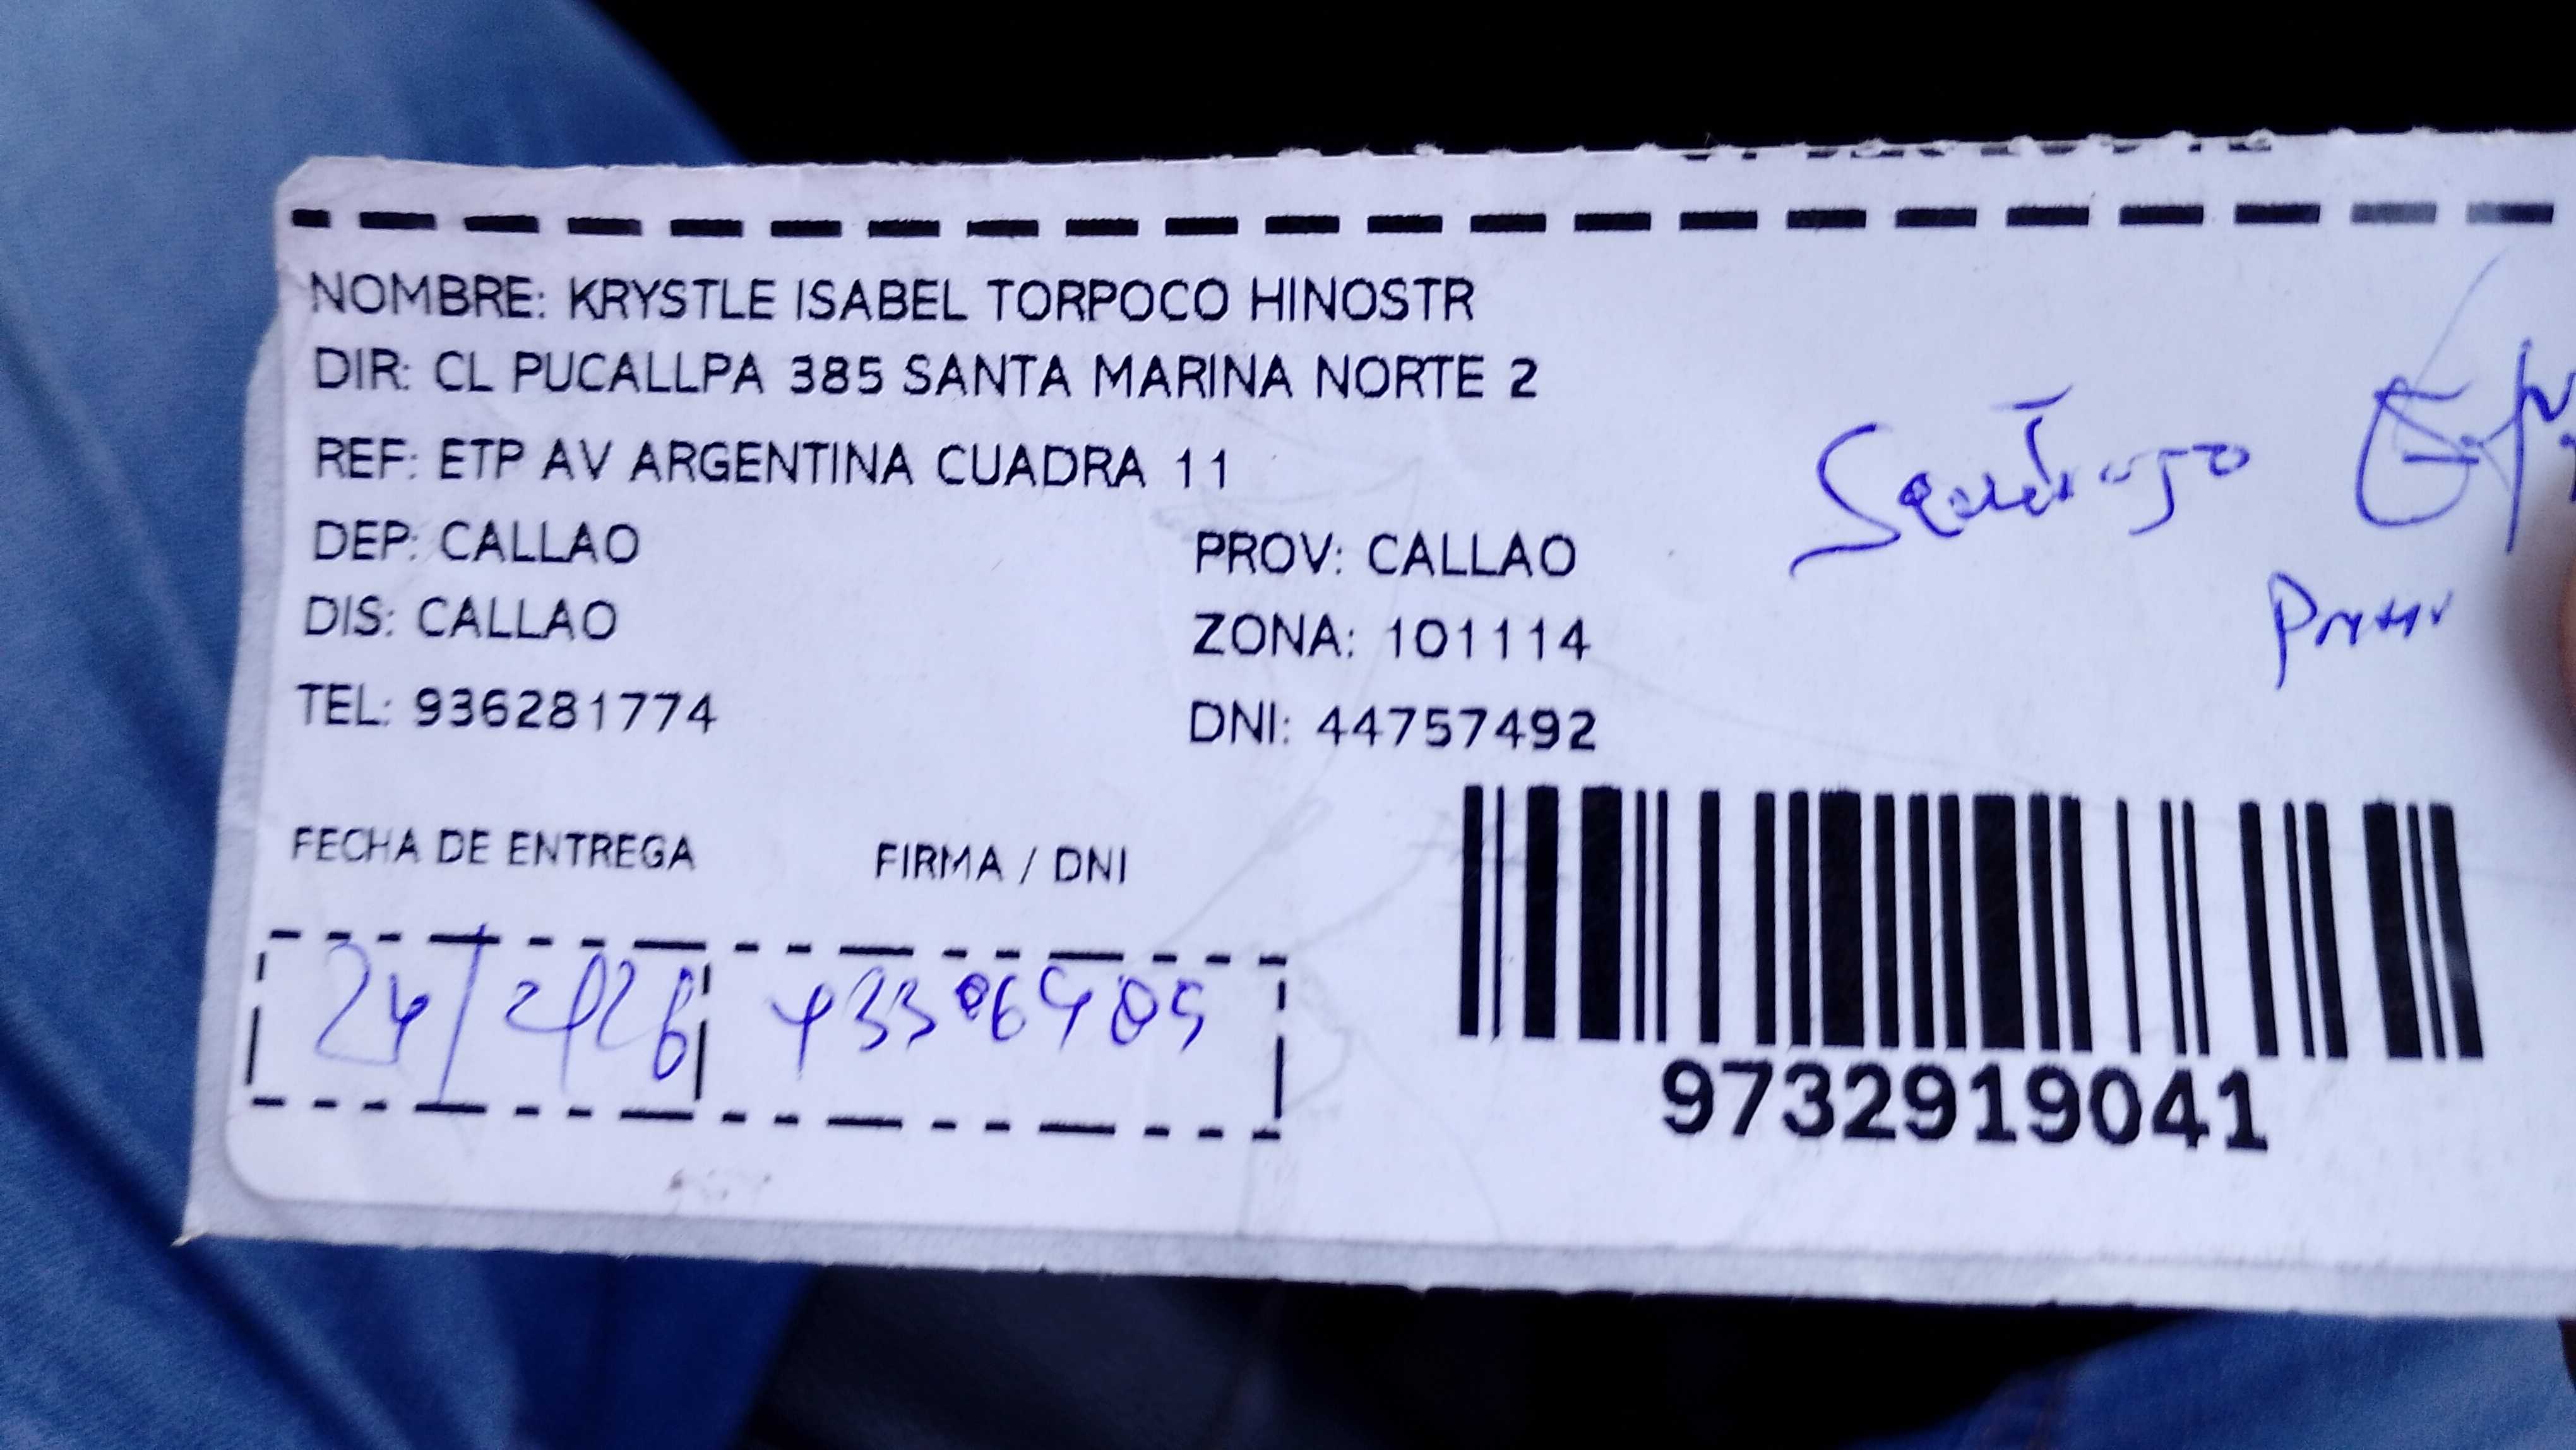 NOMBRE: KRYSTLE ISABEL TORPOCO HINOSTR
DIR: CL PUCALLPA 385 SANTA MARINA NORTE 2
REF: ETP AV ARGENTINA CUADRA 11
DEP: CALLAO PROV: CALLAO
DIS: CALLAO ZONA: 101114
TEL: 936281774 DNI: 44757492
Santiago
FECHA DE ENTREGA FIRMA / DNI
9732919041